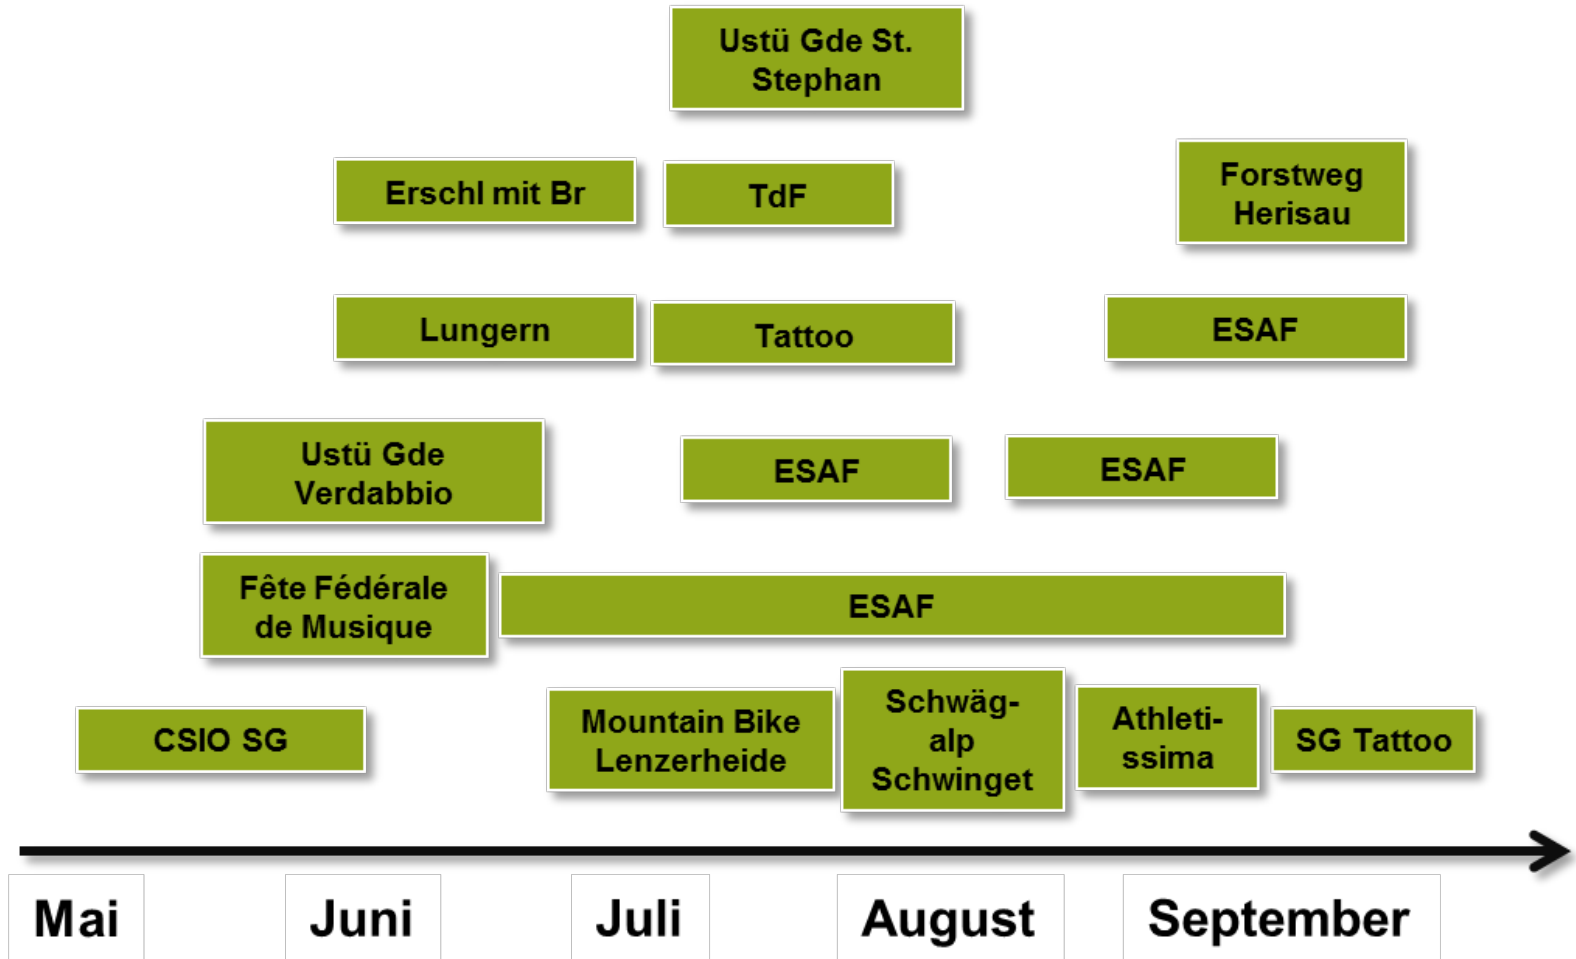 Ustü Gde St.
Stephan
Erschl mit Br
TdF
Forstweg
Herisau
Lungern
Tattoo
ESAF
Ustü Gde
Verdabbio
ESAF
ESAF
Fête Fédérale
de Musique
ESAF
CSIO SG
Mountain Bike
Lenzerheide
Schwäg-
alp
Schwinget
Athleti-
ssima
SG Tattoo
Mai
Juni
Juli
August
September